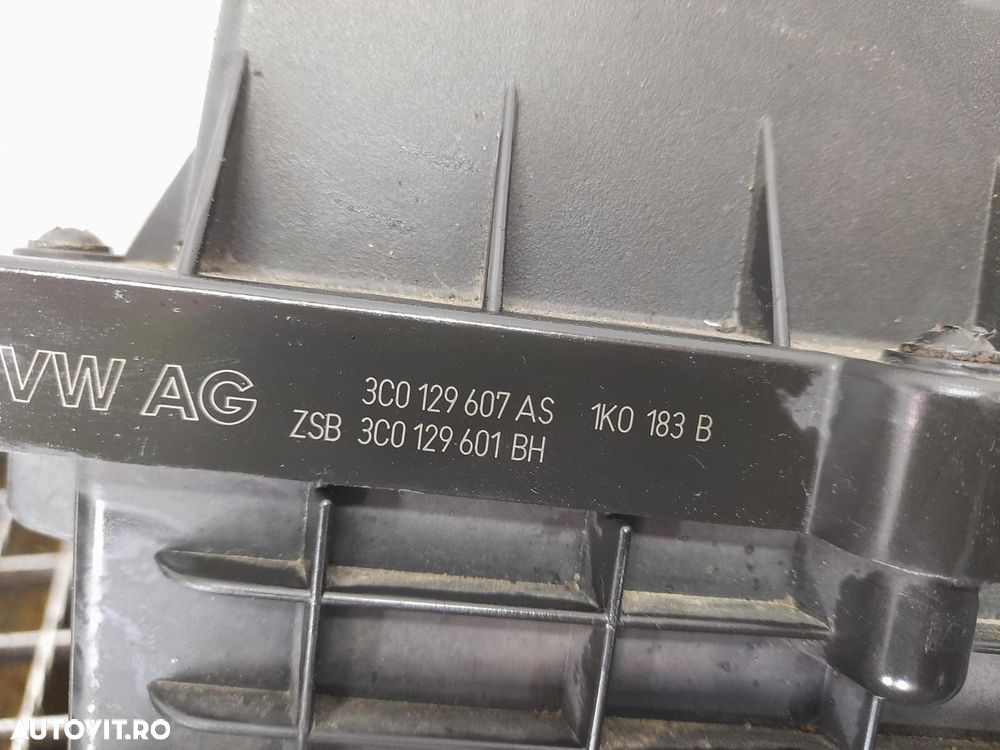 VW AG
3C0 129 607 AS 1K0 183 B
ZSB 3C0 129 601 BH
AUTOVIT.RO